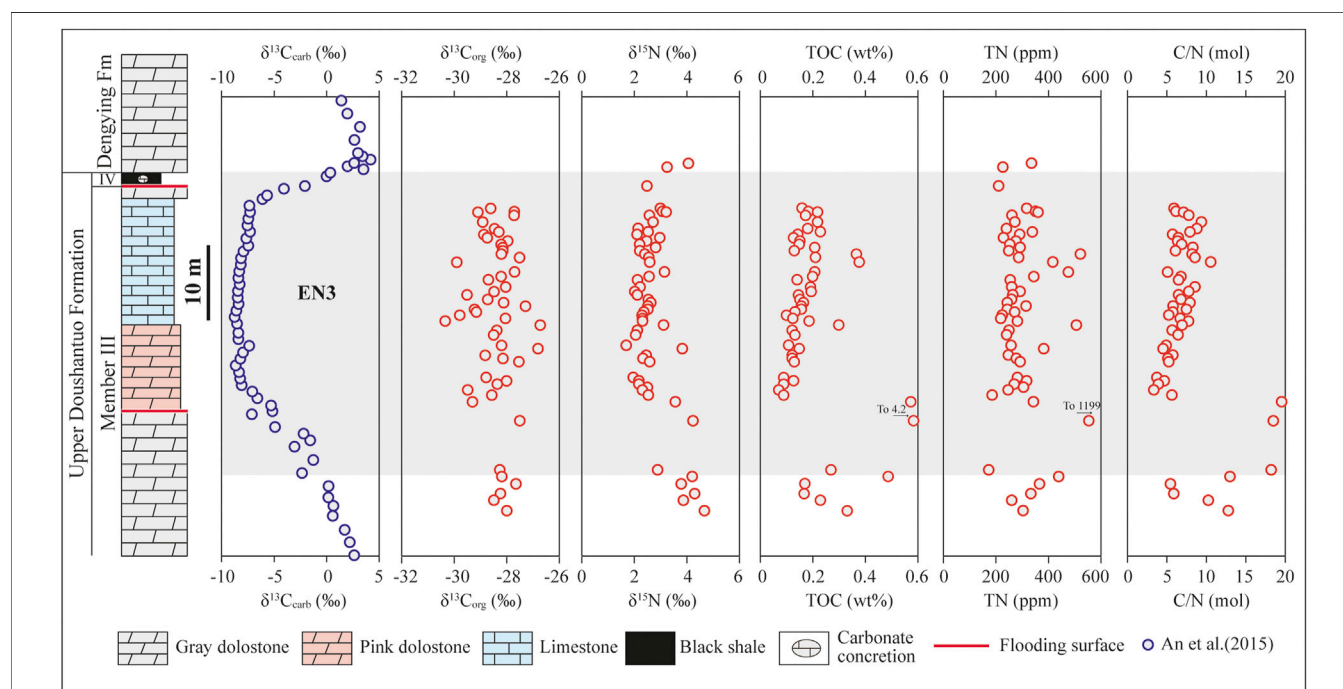 δ¹³Ccarb (‰) δ¹³Corg (‰) δ¹⁵N (‰) TOC (wt%) TN (ppm) C/N (mol)
-10 -5 0 5 -32 -30 -28 -26 0 2 4 6 0 0.2 0.4 0.6 0 200 400 600 0 5 10 15 20
Dengying Fm
Upper Doushantuo Formation
IV
Member III
10 m
EN3
To 4.2
To 1199
-10 -5 0 5 -32 -30 -28 -26 0 2 4 6 0 0.2 0.4 0.6 0 200 400 600 0 5 10 15 20
δ¹³Ccarb (‰) δ¹³Corg (‰) δ¹⁵N (‰) TOC (wt%) TN (ppm) C/N (mol)
Gray dolostone Pink dolostone Limestone Black shale Carbonate concretion Flooding surface An et al.(2015)